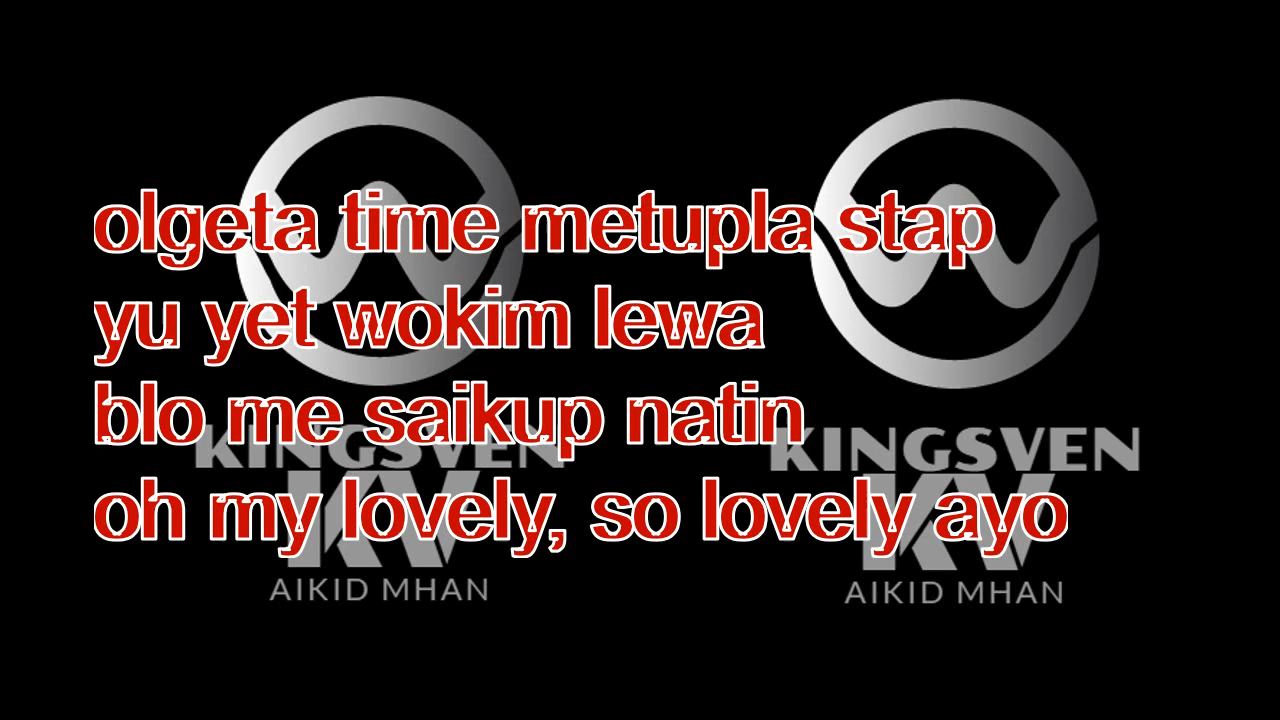 olgeta time metupla stap
yu yet wokim lewa
blo me saikup natin
oh my lovely, so lovely ayo
KINGSVEN
KV
AIKID MHAN
KINGSVEN
KV
AIKID MHAN